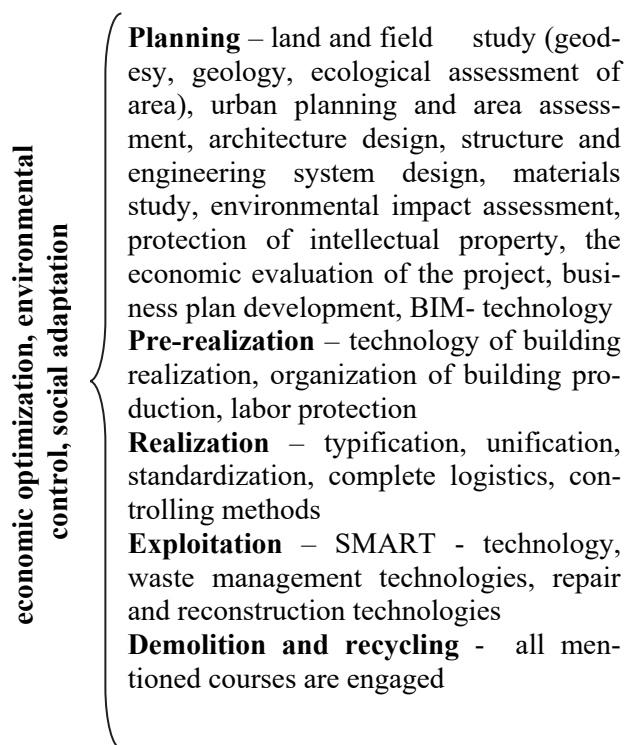 economic optimization, environmental
control, social adaptation
Planning – land and field study (geod-
esy, geology, ecological assessment of
area), urban planning and area assess-
ment, architecture design, structure and
engineering system design, materials
study, environmental impact assessment,
protection of intellectual property, the
economic evaluation of the project, busi-
ness plan development, BIM- technology
Pre-realization – technology of building
realization, organization of building pro-
duction, labor protection
Realization – typification, unification,
standardization, complete logistics, con-
trolling methods
Exploitation – SMART - technology,
waste management technologies, repair
and reconstruction technologies
Demolition and recycling - all men-
tioned courses are engaged